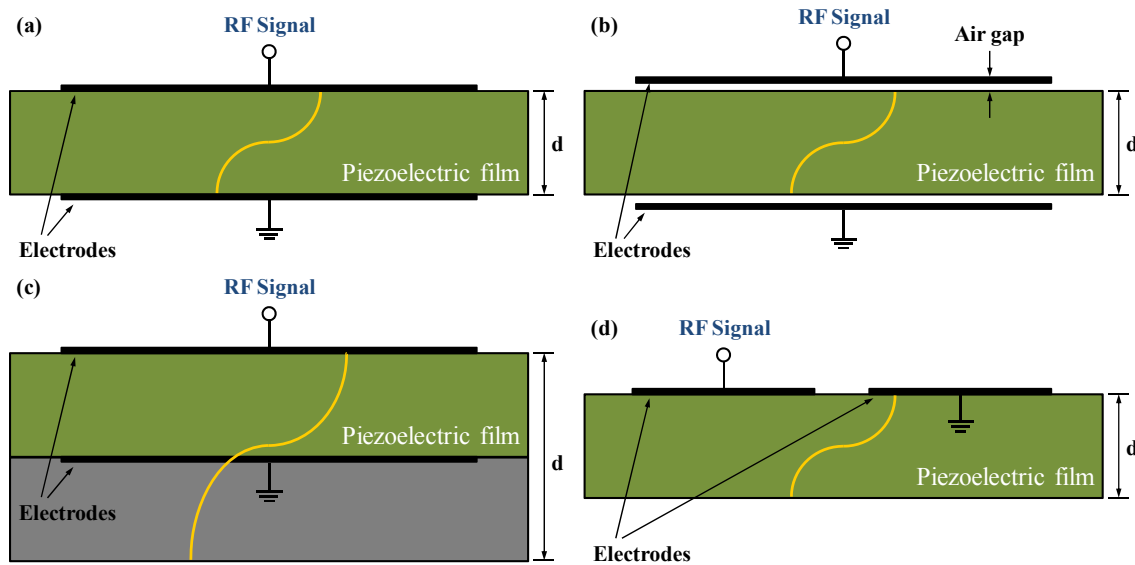 (a)
RF Signal
Piezoelectric film
d
Electrodes
(b)
RF Signal
Air gap
Piezoelectric film
d
Electrodes
(c)
RF Signal
Piezoelectric film
d
Electrodes
(d)
RF Signal
Piezoelectric film
d
Electrodes